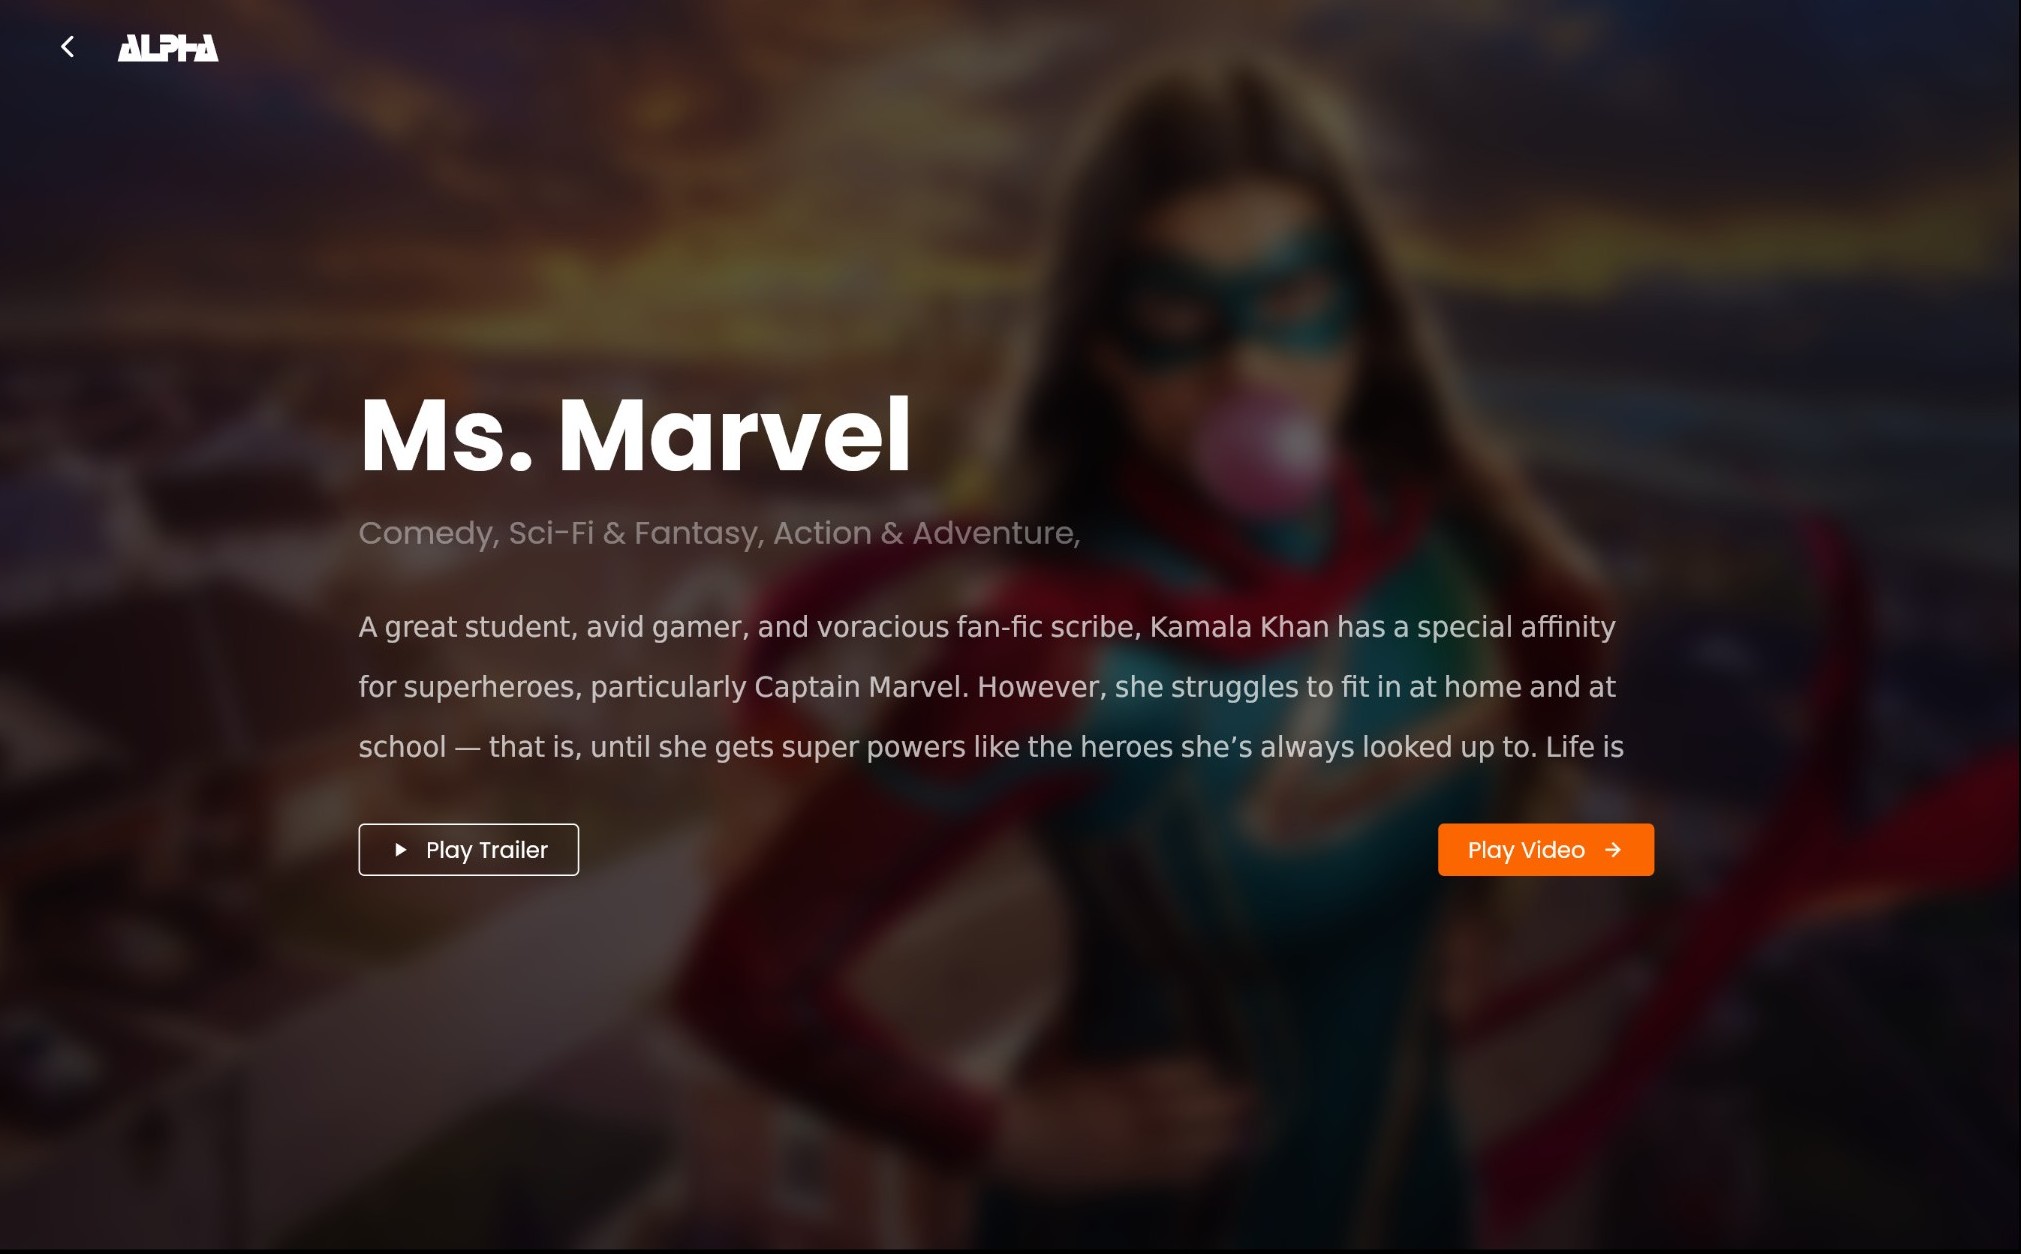 ALPHA
Ms. Marvel
Comedy, Sci-Fi & Fantasy, Action & Adventure,
A great student, avid gamer, and voracious fan-fic scribe, Kamala Khan has a special affinity
for superheroes, particularly Captain Marvel. However, she struggles to fit in at home and at
school — that is, until she gets super powers like the heroes she’s always looked up to. Life is
Play Trailer
Play Video